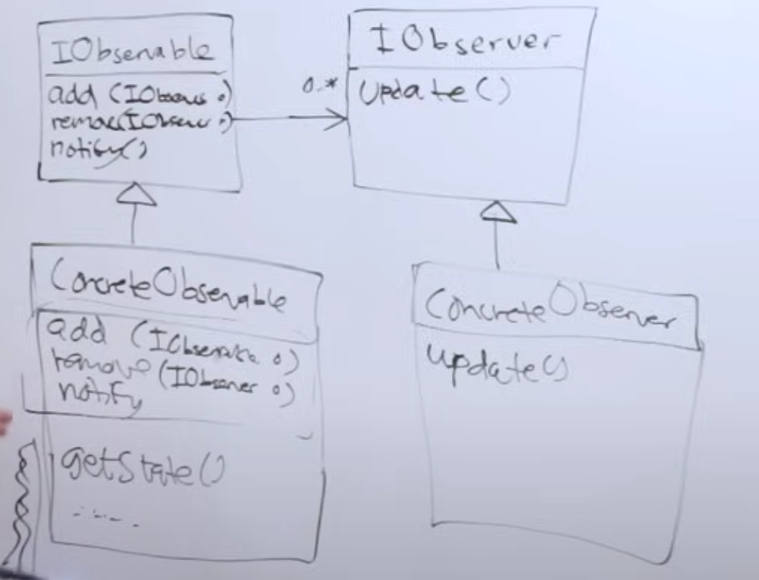 IObservable
add (IObserver o)
remove(IObserver o)
notify()
0..*
IObserver
update()
ConcreteObservable
add (IObserver o)
remove (IObserver o)
notify
getState()
.....
ConcreteObserver
update()